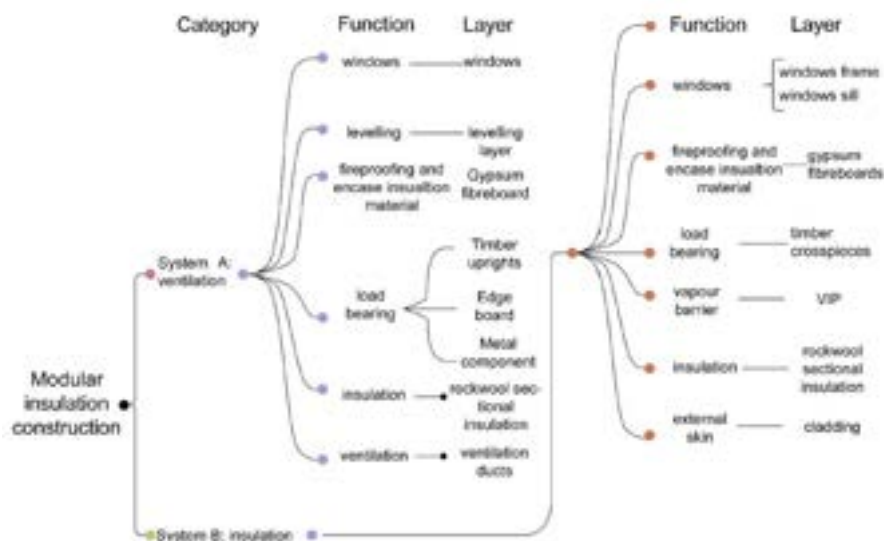 Category
Function
Layer
windows
windows
levelling
levelling
layer
fireproofing and
encase insualtion
material
Gypsum
fibreboard
System A:
ventilation
load
bearing
Timber
uprights
Edge
board
Metal
component
insulation
rockwool sec-
tional
insulation
ventilation
ventilation
ducts
Modular
insulation
construction
System B: insulation
Function
Layer
windows
windows frame
windows sill
fireproofing and
encase insualtion
material
gypsum
fibreboards
load
bearing
timber
crosspieces
vapour
barrier
VIP
insulation
rockwool
sectional
insulation
external
skin
cladding